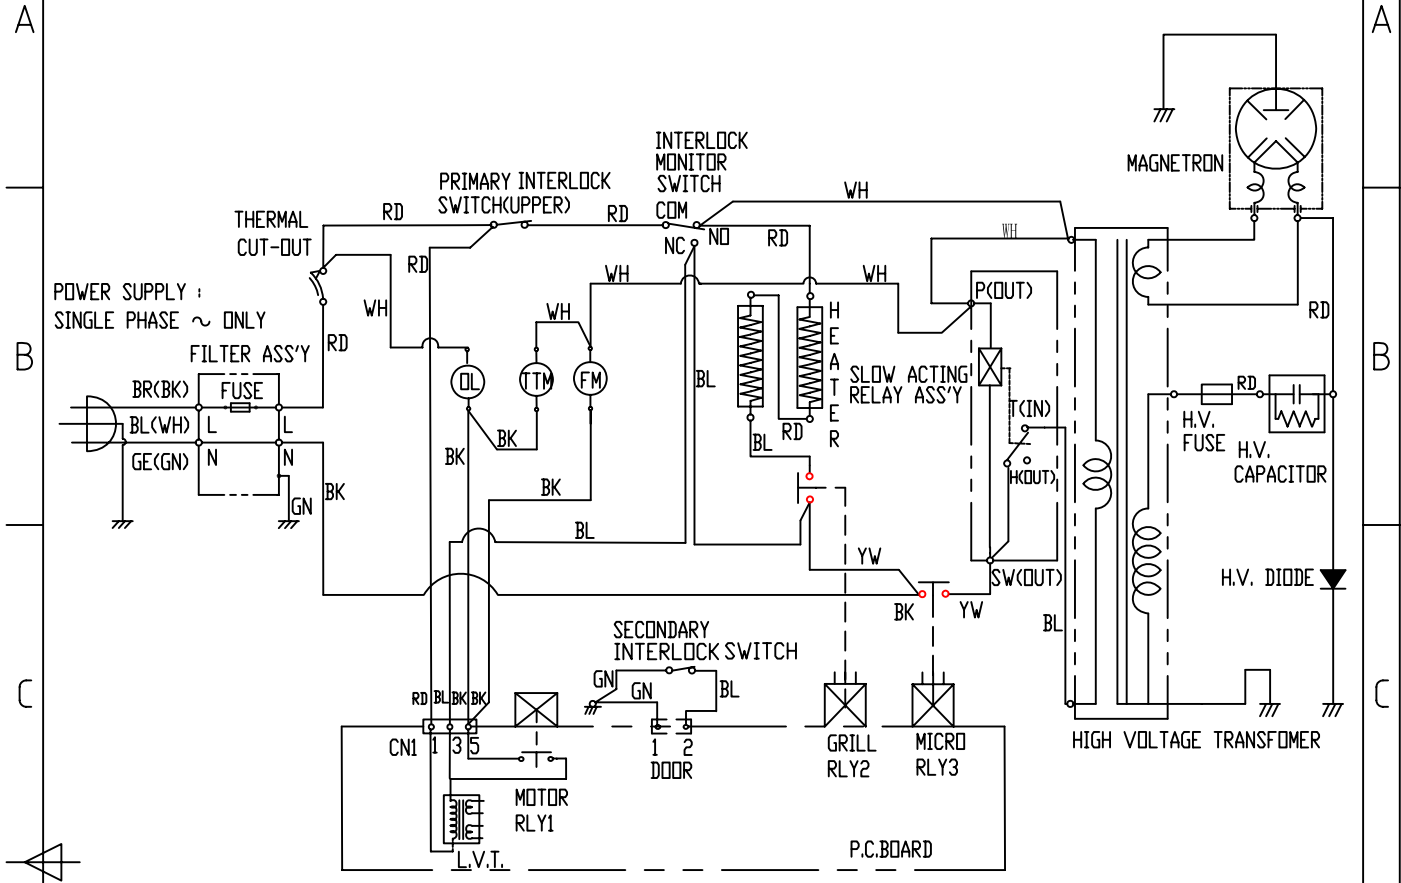 A
A
INTERLOCK
MONITOR
SWITCH
COM
MAGNETRON
PRIMARY INTERLOCK
SWITCH(UPPER)
WH
RD
RD
THERMAL
CUT-OUT
NO
NC
RD
WH
RD
WH
WH
P(OUT)
POWER SUPPLY :
SINGLE PHASE ~ ONLY
WH
WH
RD
HEATER
RD
FILTER ASS'Y
B
B
BR(BK)
FUSE
OL
TTM
FM
BL
SLOW ACTING
RELAY ASS'Y
RD
BL(WH)
L
L
T(IN)
H.V.
FUSE
RD
BL
BK
GE(GN)
N
N
BK
H.V.
CAPACITOR
H(OUT)
GN
BK
BK
BL
YW
SW(OUT)
H.V. DIODE
BK
YW
BL
SECONDARY
INTERLOCK SWITCH
GN
GN
BL
C
C
RD
BL
BK
BK
CN1
1
3
5
1
2
DOOR
GRILL
RLY2
MICRO
RLY3
HIGH VOLTAGE TRANSFOMER
MOTOR
RLY1
L.V.T.
P.C.BOARD